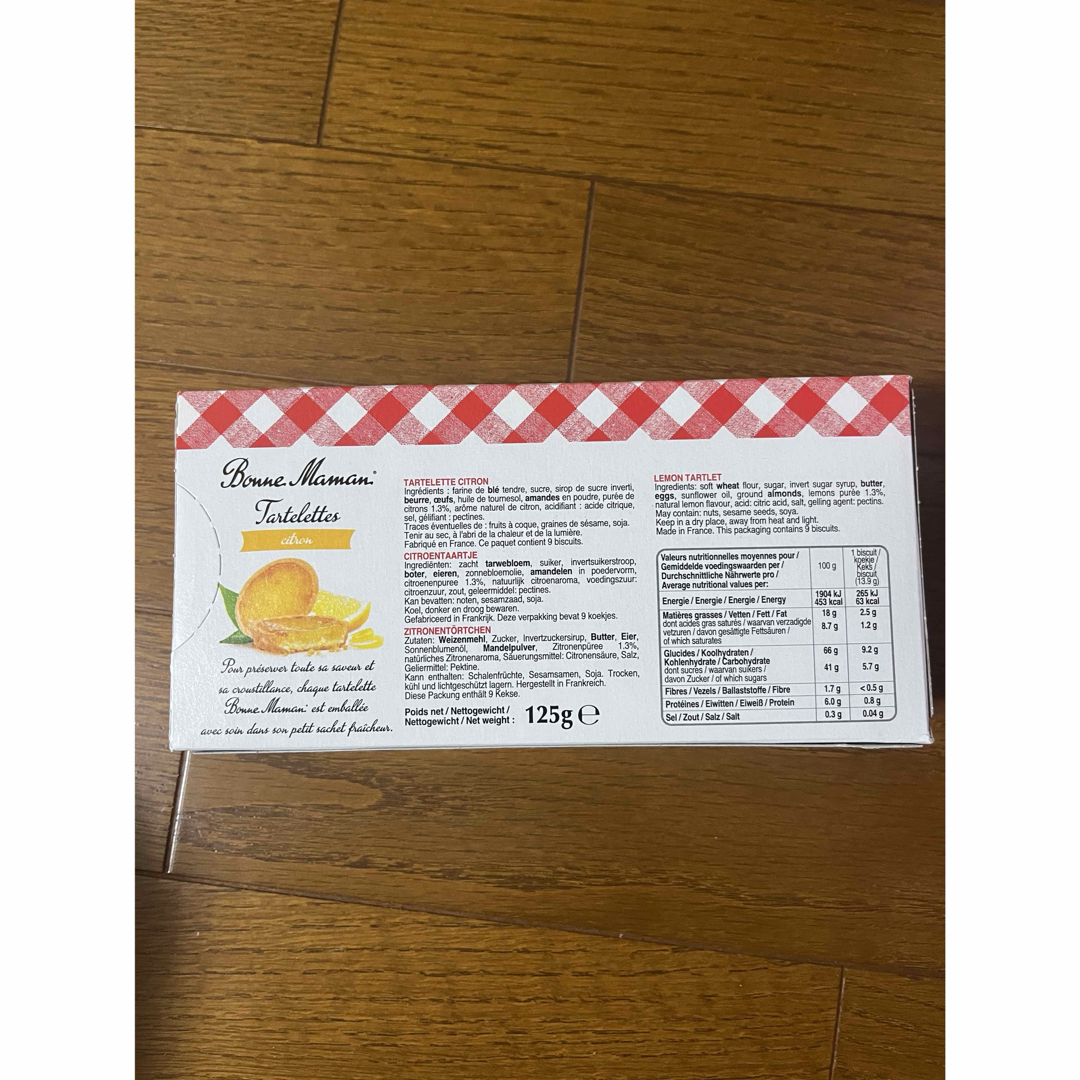 Bonne Maman
Tartelettes
citron
Pour préserver toute sa saveur et
sa croustillance, chaque tartelette
Bonne Maman est emballée
avec soin dans son petit sachet fraîcheur.
TARTELETTE CITRON
Ingrédients : farine de blé tendre, sucre, sirop de sucre inverti,
beurre, œufs, huile de tournesol, amandes en poudre, purée de
citrons 1.3%, arôme naturel de citron, acidifiant : acide citrique,
sel, gélifiant : pectines.
Traces éventuelles de : fruits à coque, graines de sésame, soja.
Tenir au sec, à l'abri de la chaleur et de la lumière.
Fabriqué en France. Ce paquet contient 9 biscuits.
CITROENTAARTJE
Ingrediënten: zacht tarwebloem, suiker, invertsuikerstroop,
boter, eieren, zonnebloemolie, amandelen in poedervorm,
citroenenpuree 1.3%, natuurlijk citroenaroma, voedingszuur:
citroenzuur, zout, geleermiddel: pectines.
Kan bevatten: noten, sesamzaad, soja.
Koel, donker en droog bewaren.
Gefabriceerd in Frankrijk. Deze verpakking bevat 9 koekjes.
ZITRONENTÖRTCHEN
Zutaten: Weizenmehl, Zucker, Invertzuckersirup, Butter, Eier,
Sonnenblumenöl, Mandelpulver, Zitronenpüree 1.3%,
natürliches Zitronenaroma, Säuerungsmittel: Citronensäure, Salz,
Geliermittel: Pektine.
Kann enthalten: Schalenfrüchte, Sesamsamen, Soja. Trocken,
kühl und lichtgeschützt lagern. Hergestellt in Frankreich.
Diese Packung enthält 9 Kekse.
Poids net / Nettogewicht /
Nettogewicht / Net weight : 125g ℮
LEMON TARTLET
Ingredients: soft wheat flour, sugar, invert sugar syrup, butter,
eggs, sunflower oil, ground almonds, lemons purée 1.3%,
natural lemon flavour, acid: citric acid, salt, gelling agent: pectins.
May contain: nuts, sesame seeds, soya.
Keep in a dry place, away from heat and light.
Made in France. This packaging contains 9 biscuits.
Valeurs nutritionnelles moyennes pour /
Gemiddelde voedingswaarden per /
Durchschnittliche Nährwerte pro /
Average nutritional values per:
100 g
1 biscuit /
koekje /
Keks /
biscuit
(13.9 g)
Energie / Energie / Energie / Energy
1904 kJ 265 kJ
453 kcal 63 kcal
Matières grasses / Vetten / Fett / Fat 18 g 2.5 g
dont acides gras saturés / waarvan verzadigde
vetzuren / davon gesättigte Fettsäuren / 8.7 g 1.2 g
of which saturates
Glucides / Koolhydraten / 66 g 9.2 g
Kohlenhydrate / Carbohydrate
dont sucres / waarvan suikers / 41 g 5.7 g
davon Zucker / of which sugars
Fibres / Vezels / Ballaststoffe / Fibre 1.7 g <0.5 g
Protéines / Eiwitten / Eiweiß / Protein 6.0 g 0.8 g
Sel / Zout / Salz / Salt 0.3 g 0.04 g